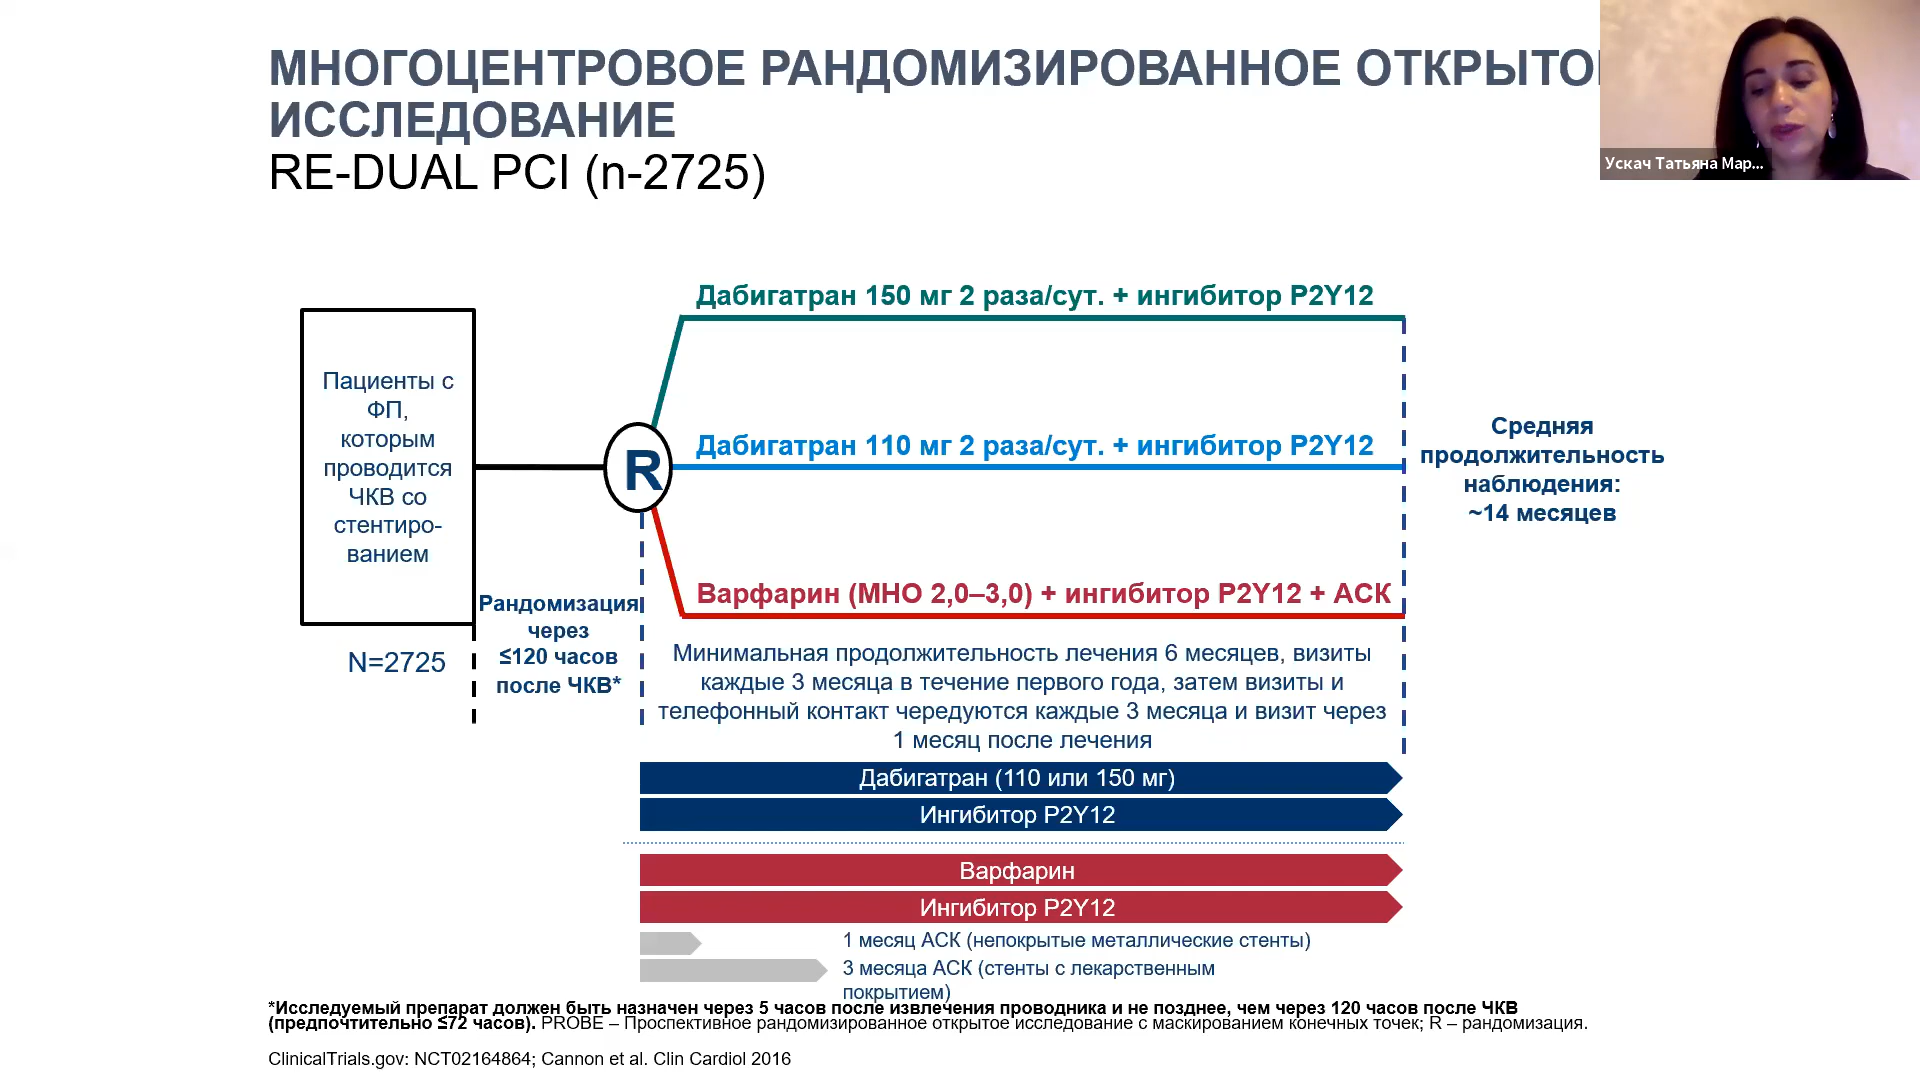 МНОГОЦЕНТРОВОЕ РАНДОМИЗИРОВАННОЕ ОТКРЫТО
ИССЛЕДОВАНИЕ
RE-DUAL PCI (n-2725)
Ускач Татьяна Мар...
Дабигатран 150 мг 2 раза/сут. + ингибитор P2Y12
Пациенты с
ФП,
которым
проводится
ЧКВ со
стентиро-
ванием
N=2725
R
Дабигатран 110 мг 2 раза/сут. + ингибитор P2Y12
Средняя
продолжительность
наблюдения:
~14 месяцев
Варфарин (МНО 2,0–3,0) + ингибитор P2Y12 + АСК
Рандомизация
через
≤120 часов
после ЧКВ*
Минимальная продолжительность лечения 6 месяцев, визиты
каждые 3 месяца в течение первого года, затем визиты и
телефонный контакт чередуются каждые 3 месяца и визит через
1 месяц после лечения
Дабигатран (110 или 150 мг)
Ингибитор P2Y12
Варфарин
Ингибитор P2Y12
1 месяц АСК (непокрытые металлические стенты)
3 месяца АСК (стенты с лекарственным
покрытием)
*Исследуемый препарат должен быть назначен через 5 часов после извлечения проводника и не позднее, чем через 120 часов после ЧКВ
(предпочтительно ≤72 часов). PROBE – Проспективное рандомизированное открытое исследование с маскированием конечных точек; R – рандомизация.
ClinicalTrials.gov: NCT02164864; Cannon et al. Clin Cardiol 2016